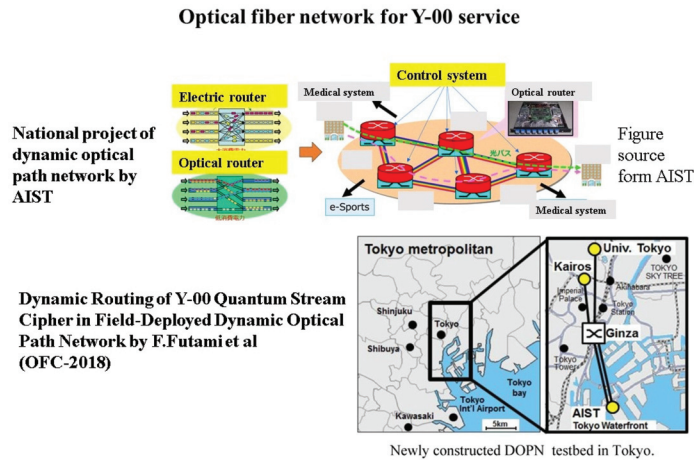 Optical fiber network for Y-00 service
Electric router
Control system
Medical system
Optical router
National project of
dynamic optical
path network by
AIST
Optical router
光パス
Figure
source
form AIST
e-Sports
Medical system
Dynamic Routing of Y-00 Quantum Stream
Cipher in Field-Deployed Dynamic Optical
Path Network by F.Futami et al
(OFC-2018)
Tokyo metropolitan
Shinjuku
Tokyo
Shibuya
Tokyo
Int'l Airport
Tokyo
bay
Kawasaki
5km
Univ. Tokyo
Kairos
TOKYO
SKY TREE
Akihabara
Imperial
Palace
Tokyo
Station
Ginza
Tokyo
Tower
AIST
Tokyo Waterfront
Newly constructed DOPN testbed in Tokyo.